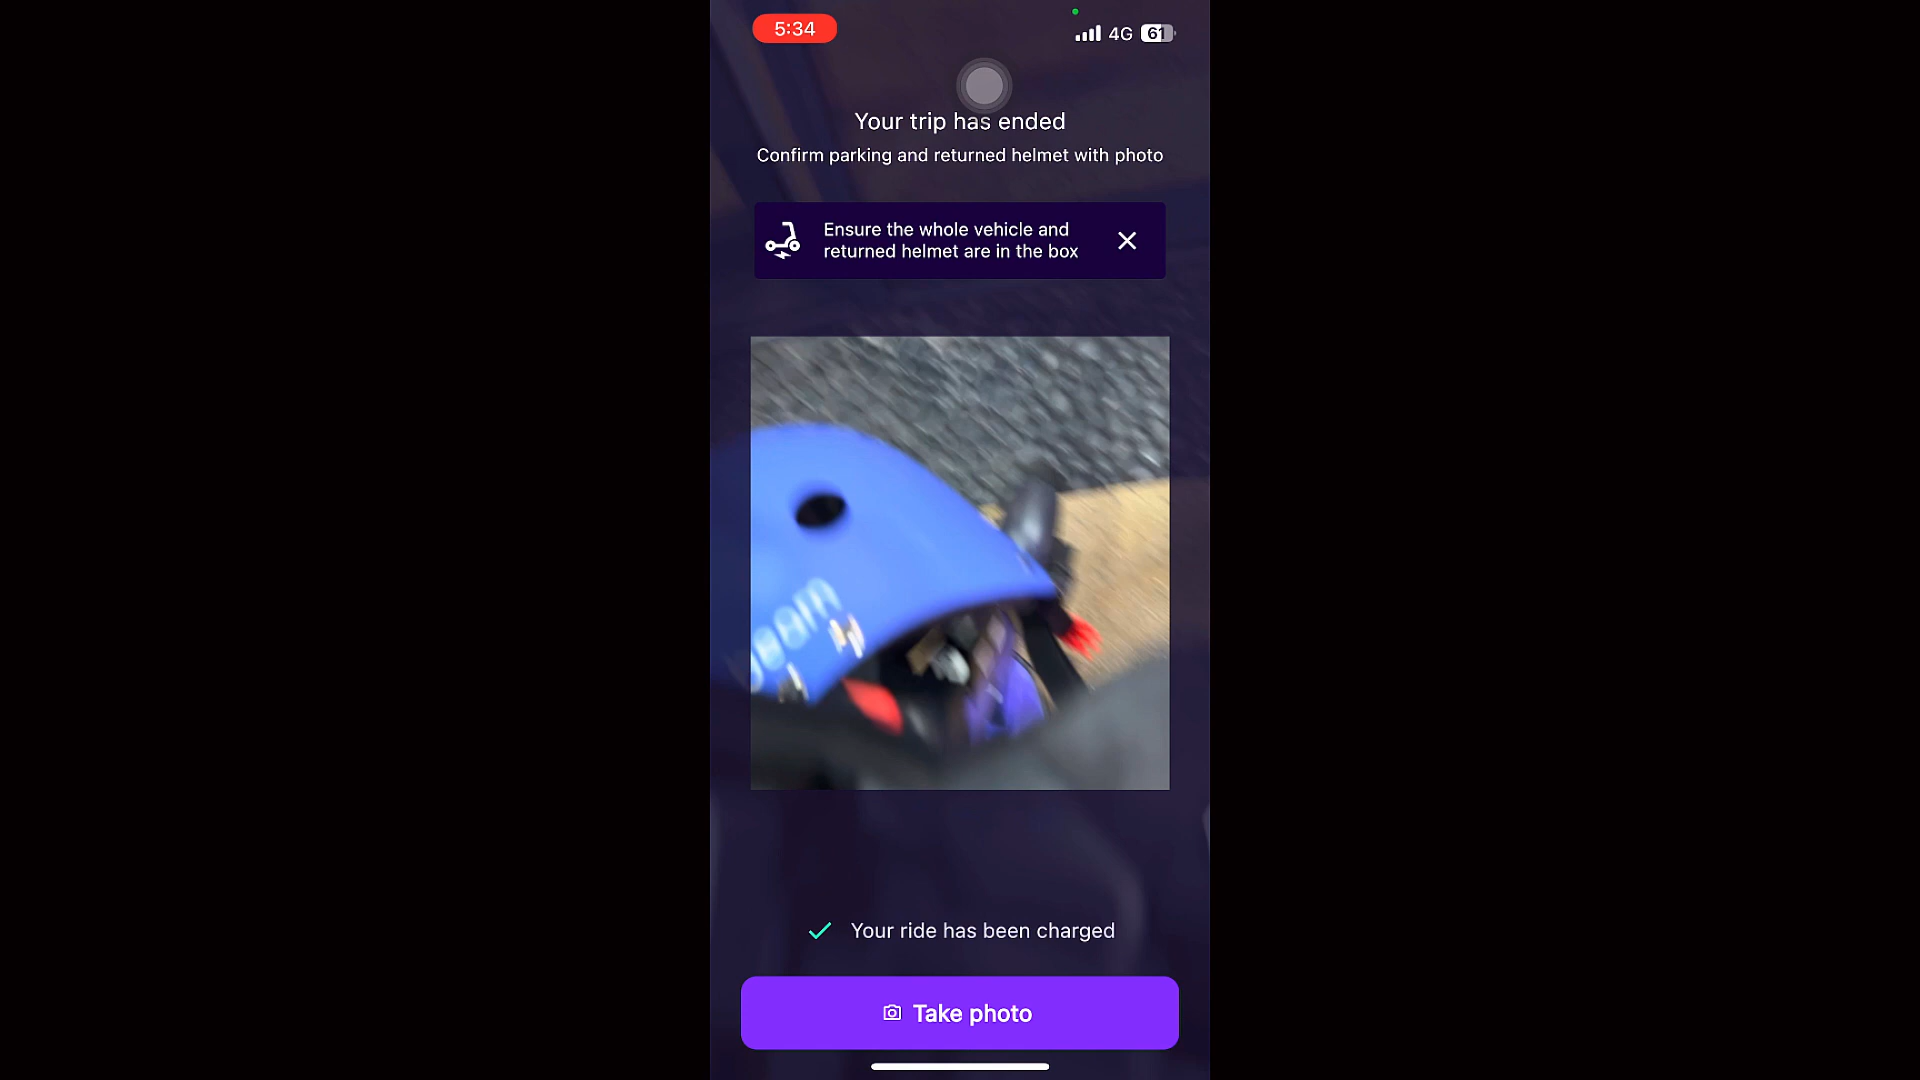 5:34
4G 61
Your trip has ended
Confirm parking and returned helmet with photo
Ensure the whole vehicle and
returned helmet are in the box
Your ride has been charged
Take photo